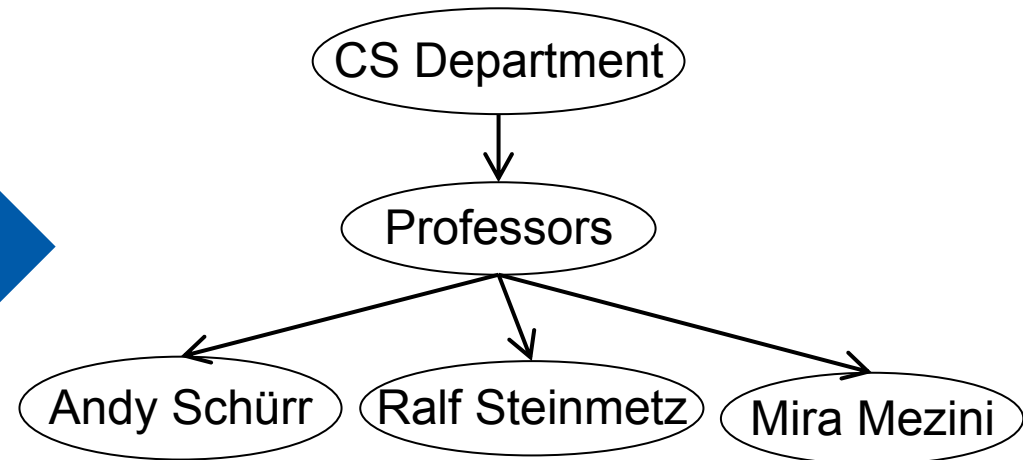 CS Department
Professors
Andy Schürr
Ralf Steinmetz
Mira Mezini